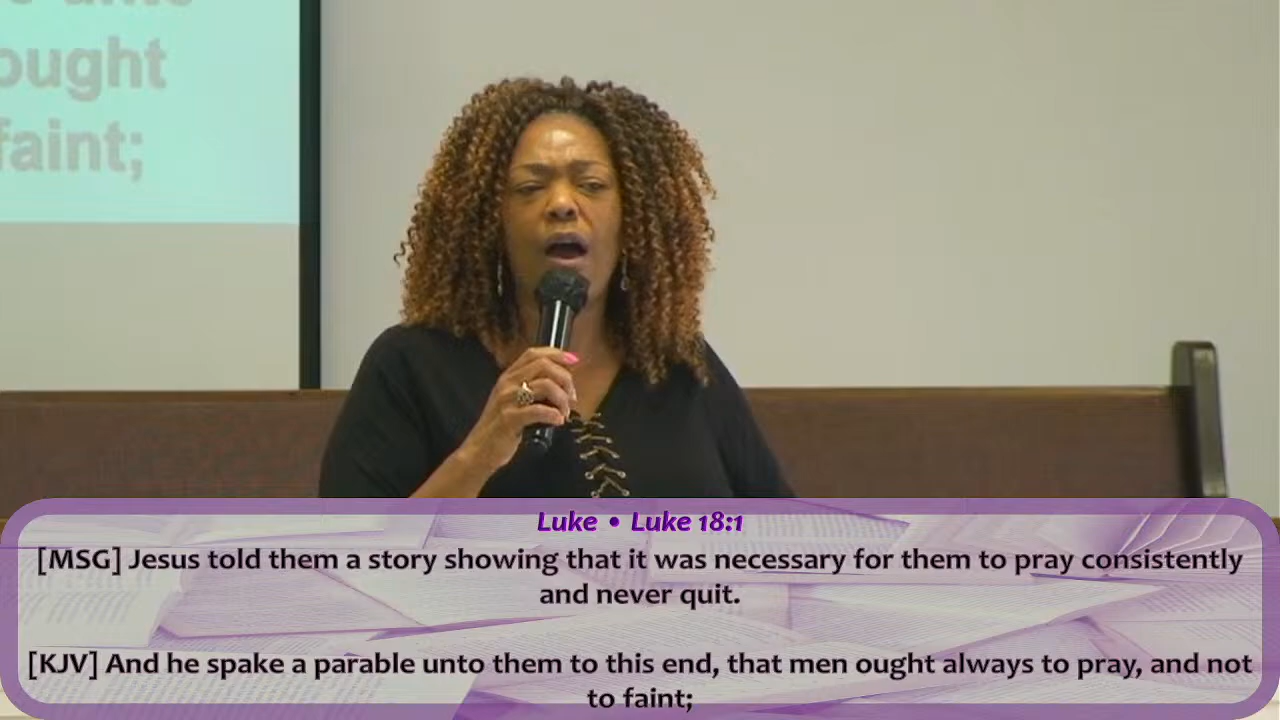 ought
faint;
Luke • Luke 18:1
[MSG] Jesus told them a story showing that it was necessary for them to pray consistently
and never quit.
[KJV] And he spake a parable unto them to this end, that men ought always to pray, and not
to faint;